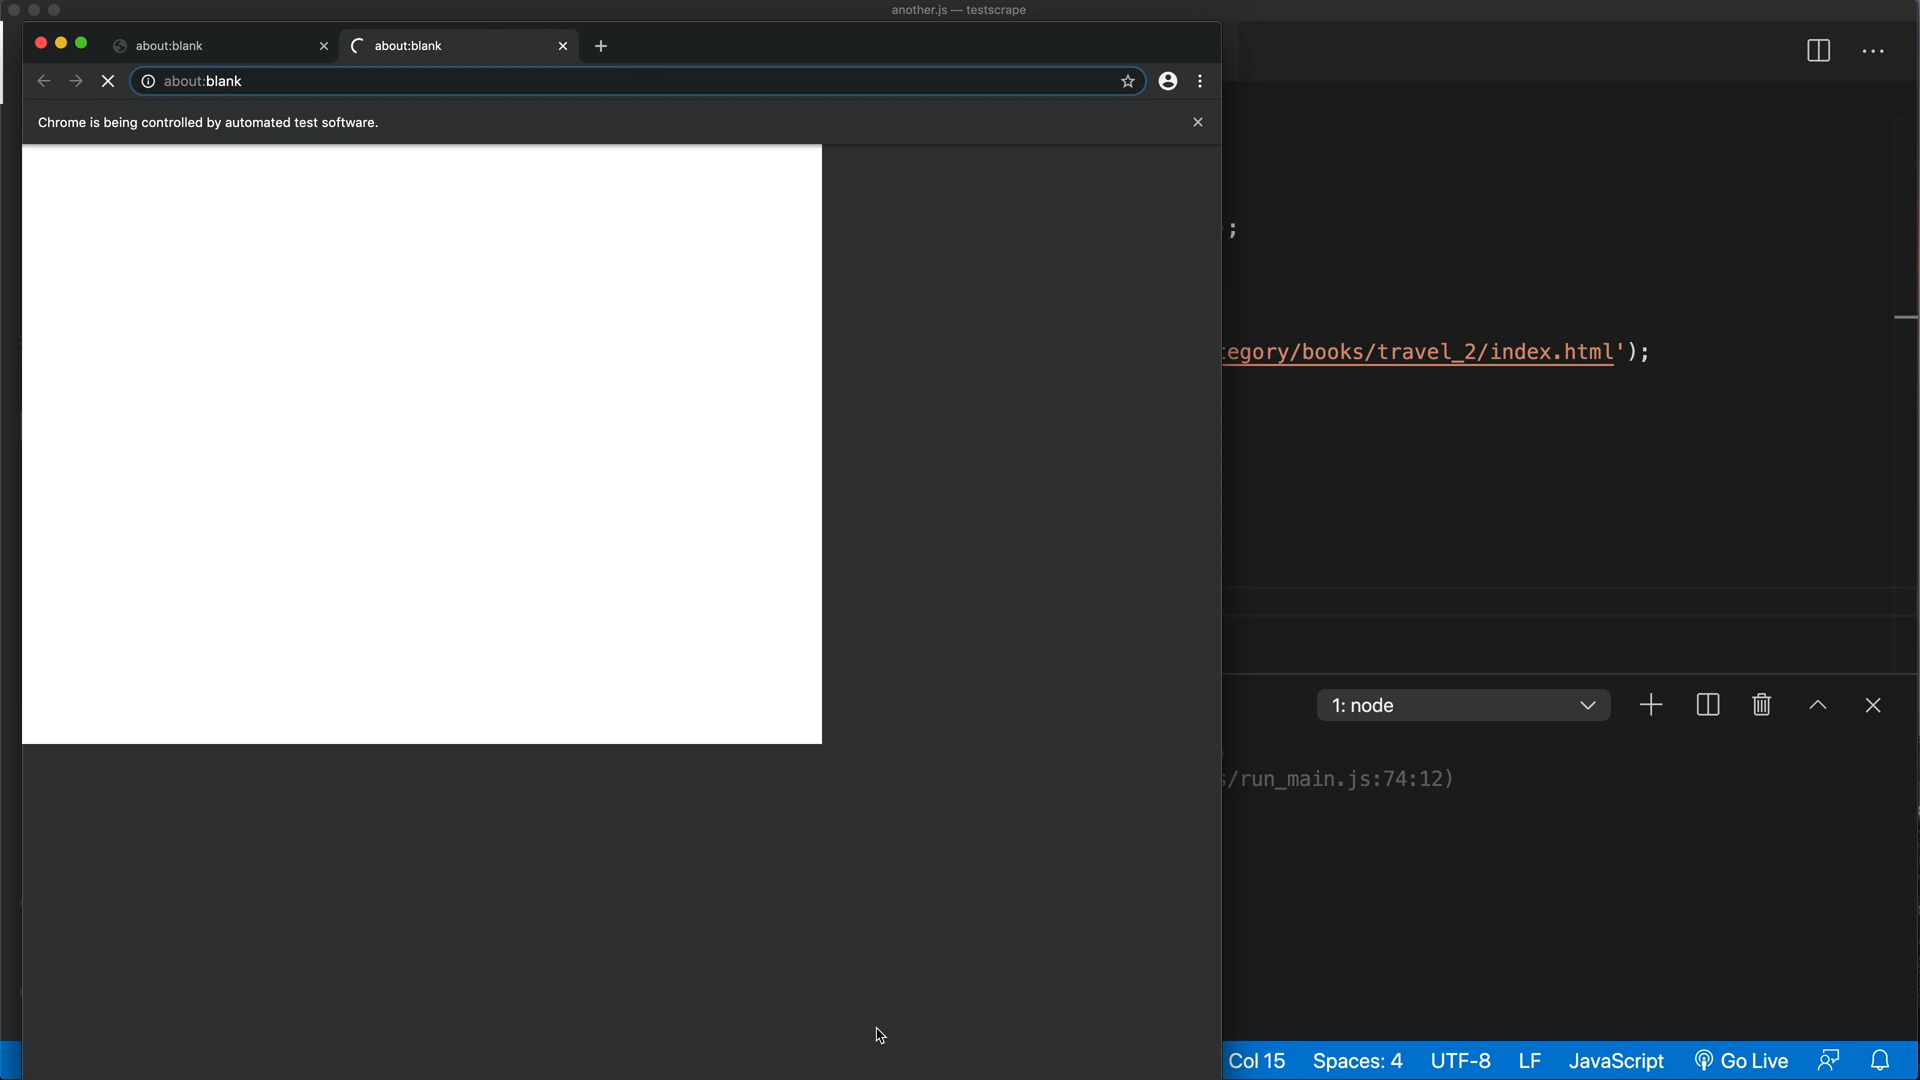 another.js — testscrape
about:blank
about:blank
about:blank
Chrome is being controlled by automated test software.
;
egory/books/travel_2/index.html');
1: node
/run_main.js:74:12)
Col 15 Spaces: 4 UTF-8 LF JavaScript Go Live